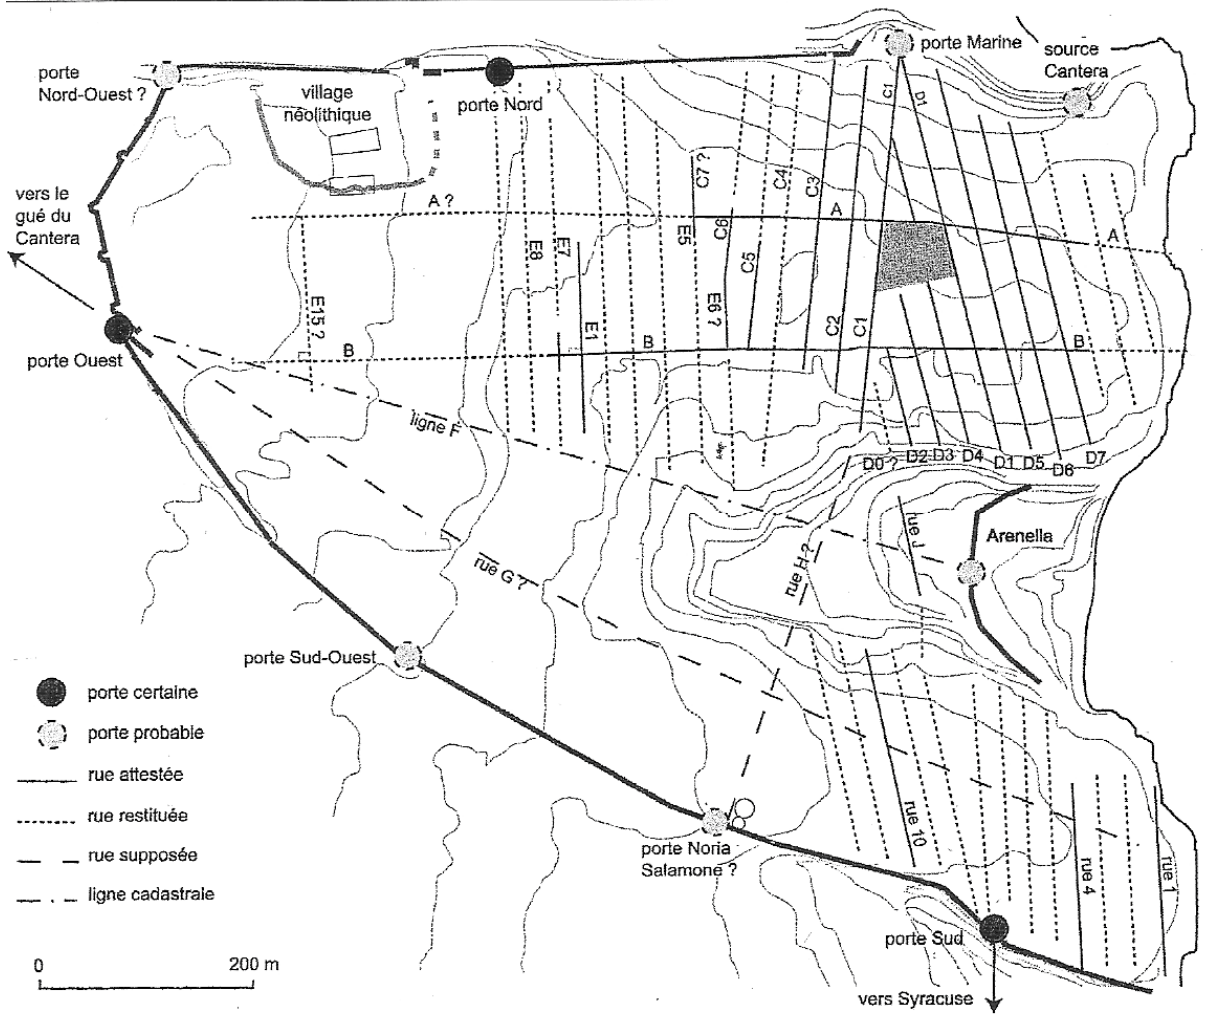 porte Marine
source
Cantera
porte
Nord-Ouest ?
village
néolithique
porte Nord
C1
D1
vers le
gué du
Cantera
A ?
C7 ?
C6
C5
C4
C3
A
A
E8
E7
E5
E15 ?
E1
E6 ?
C2
C1
porte Ouest
B
B
B
ligne F
D0 ?
D2
D3
D4
D1
D5
D6
D7
rue J
Arenella
rue H ?
rue G ?
porte Sud-Ouest
porte certaine
porte probable
rue attestée
rue restituée
rue supposée
ligne cadastrale
rue 10
rue 4
rue 1
porte Noria
Salamone ?
porte Sud
0
200 m
vers Syracuse